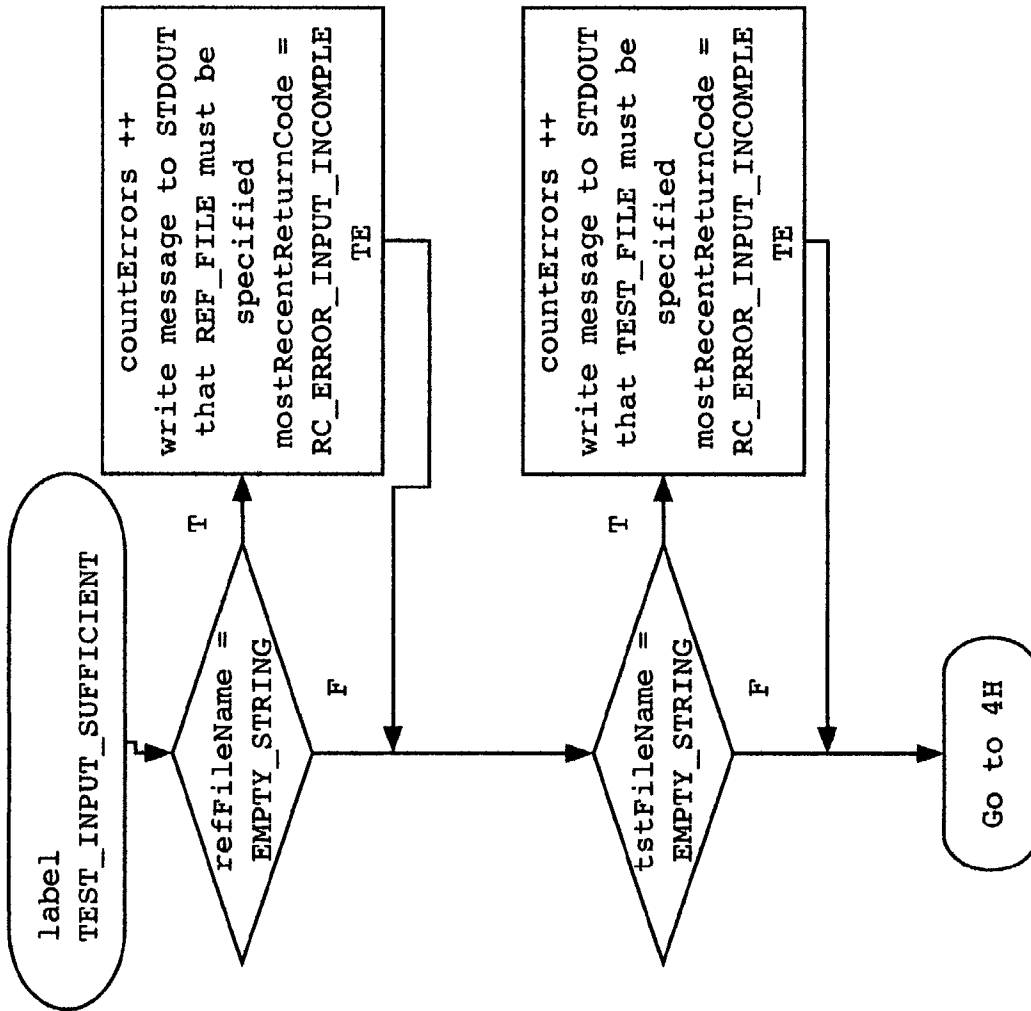 label
TEST_INPUT_SUFFICIENT
refFileName =
EMPTY_STRING
T
countErrors ++
write message to STDOUT
that REF_FILE must be
specified
mostRecentReturnCode =
RC_ERROR_INPUT_INCOMPLE
TE
F
tstFileName =
EMPTY_STRING
T
countErrors ++
write message to STDOUT
that TEST_FILE must be
specified
mostRecentReturnCode =
RC_ERROR_INPUT_INCOMPLE
TE
F
Go to 4H